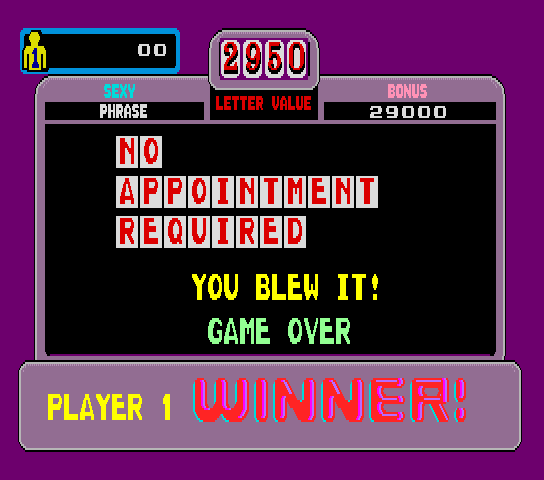 1 00
2950
SEXY
LETTER VALUE
BONUS
PHRASE
29000
NO
APPOINTMENT
REQUIRED
YOU BLEW IT!
GAME OVER
PLAYER 1 WINNER!